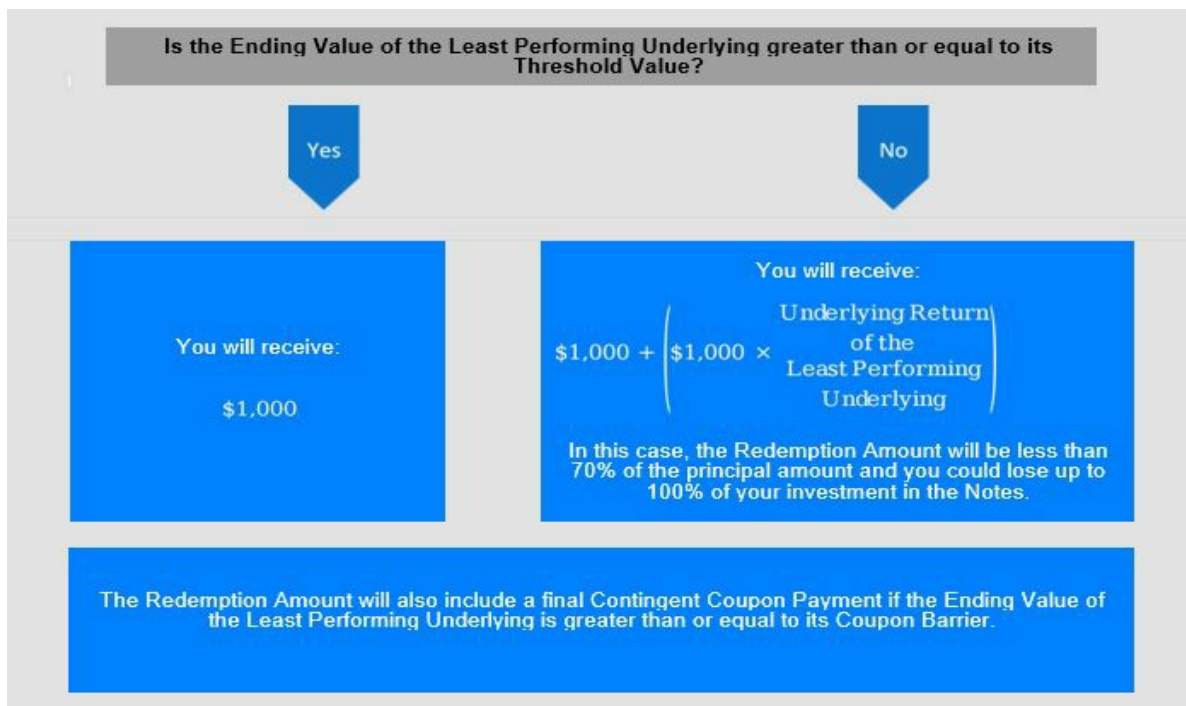 Is the Ending Value of the Least Performing Underlying greater than or equal to its
Threshold Value?
Yes
No
You will receive:
$1,000
You will receive:
$1,000 + ($1,000 × Underlying Return
of the
Least Performing
Underlying)
In this case, the Redemption Amount will be less than
70% of the principal amount and you could lose up to
100% of your investment in the Notes.
The Redemption Amount will also include a final Contingent Coupon Payment if the Ending Value of
the Least Performing Underlying is greater than or equal to its Coupon Barrier.